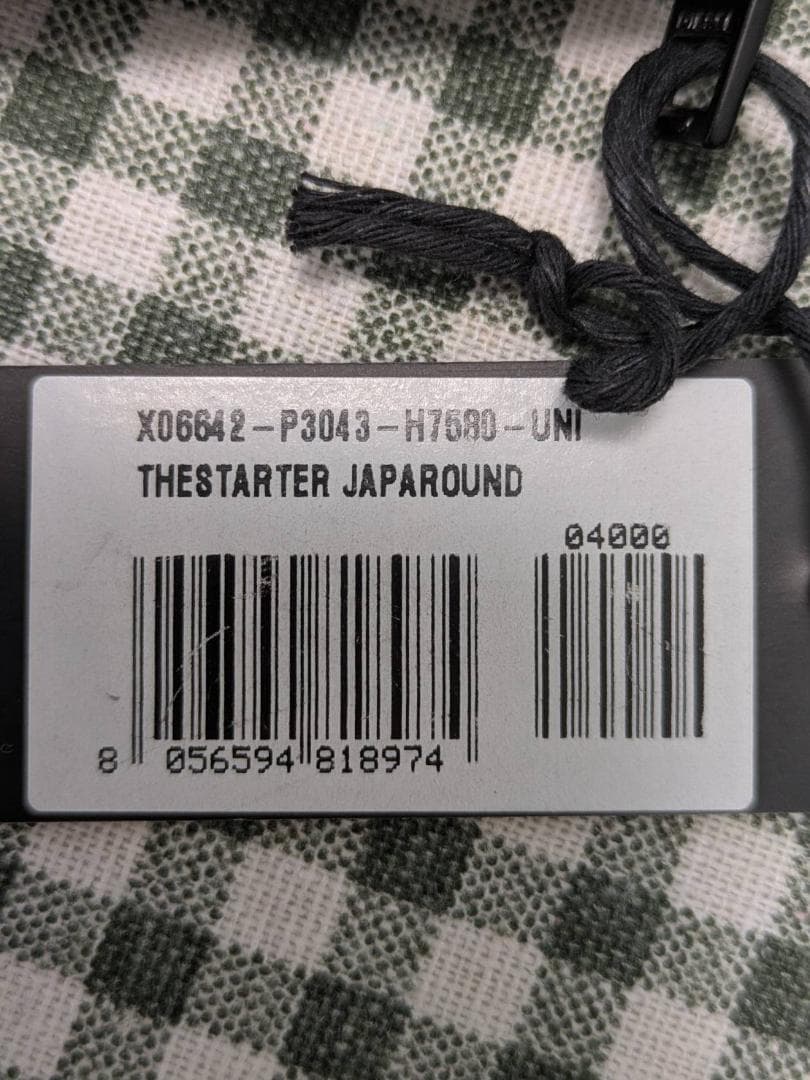 X06642-P3043-H7580-UNI
THESTARTER JAPAROUND
04000
8 056594 818974